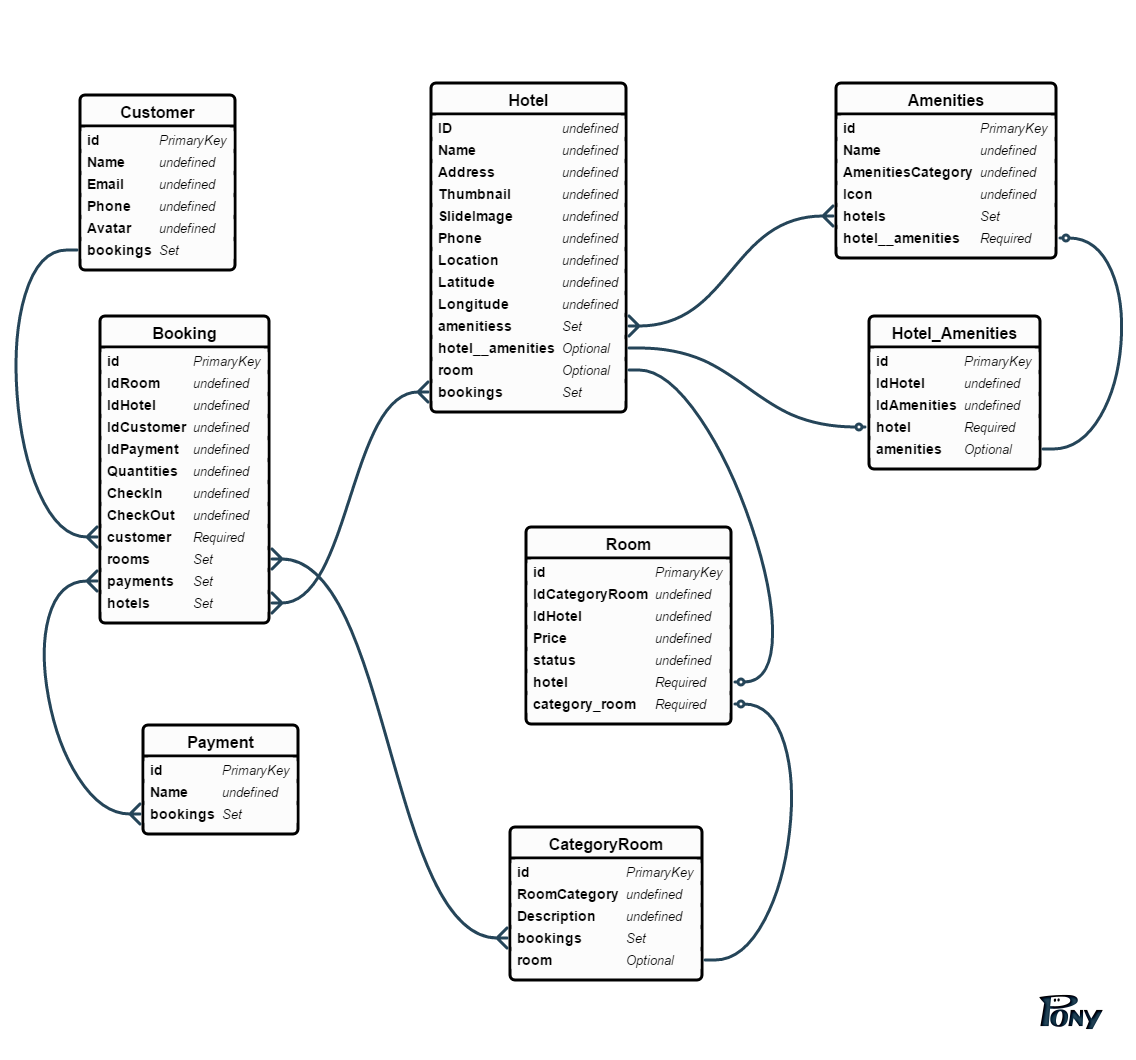 Customer
id PrimaryKey
Name undefined
Email undefined
Phone undefined
Avatar undefined
bookings Set
Booking
id PrimaryKey
IdRoom undefined
IdHotel undefined
IdCustomer undefined
IdPayment undefined
Quantities undefined
CheckIn undefined
CheckOut undefined
customer Required
rooms Set
payments Set
hotels Set
Payment
id PrimaryKey
Name undefined
bookings Set
Hotel
ID undefined
Name undefined
Address undefined
Thumbnail undefined
SlideImage undefined
Phone undefined
Location undefined
Latitude undefined
Longitude undefined
amenitiess Set
hotel__amenities Optional
room Optional
bookings Set
Room
id PrimaryKey
IdCategoryRoom undefined
IdHotel undefined
Price undefined
status undefined
hotel Required
category_room Required
CategoryRoom
id PrimaryKey
RoomCategory undefined
Description undefined
bookings Set
room Optional
Amenities
id PrimaryKey
Name undefined
AmenitiesCategory undefined
Icon undefined
hotels Set
hotel__amenities Required
Hotel_Amenities
id PrimaryKey
IdHotel undefined
IdAmenities undefined
hotel Required
amenities Optional
PONY